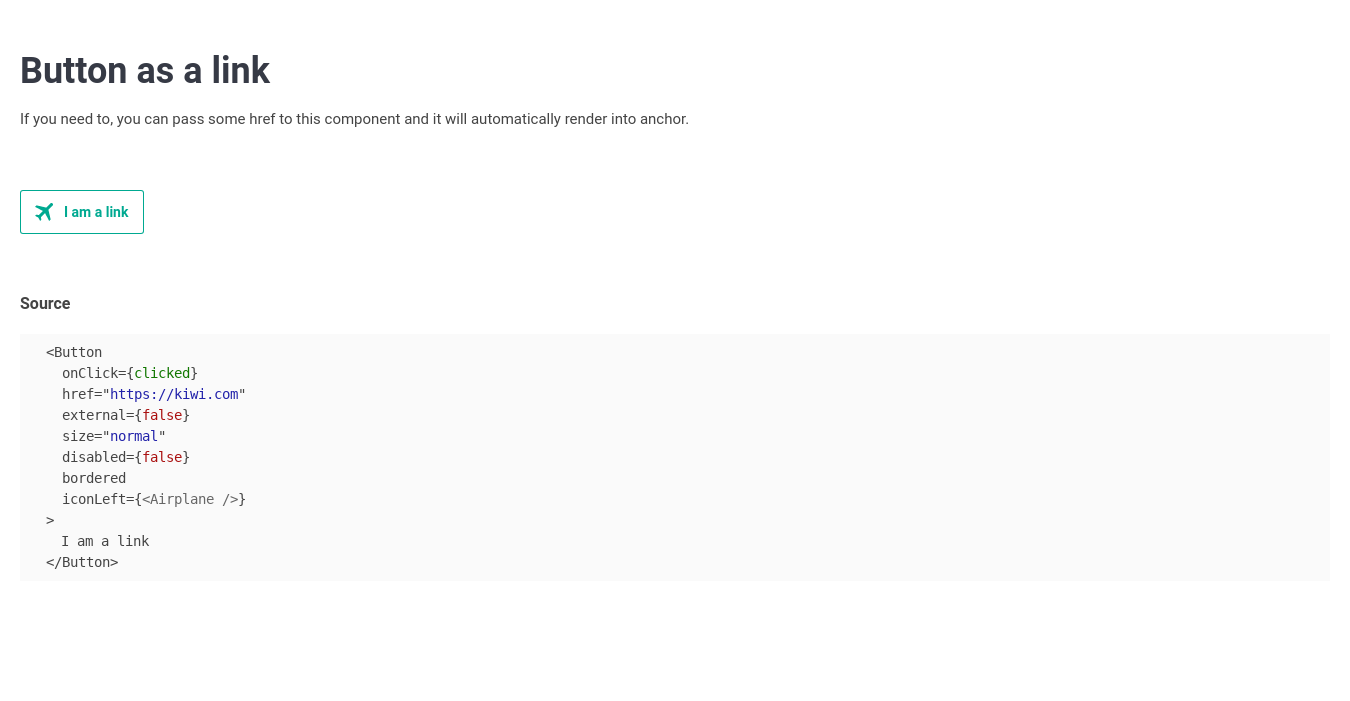 Button as a link
If you need to, you can pass some href to this component and it will automatically render into anchor.
I am a link
Source
<Button
onClick={clicked}
href="https://kiwi.com"
external={false}
size="normal"
disabled={false}
bordered
iconLeft={<Airplane />}
>
I am a link
</Button>